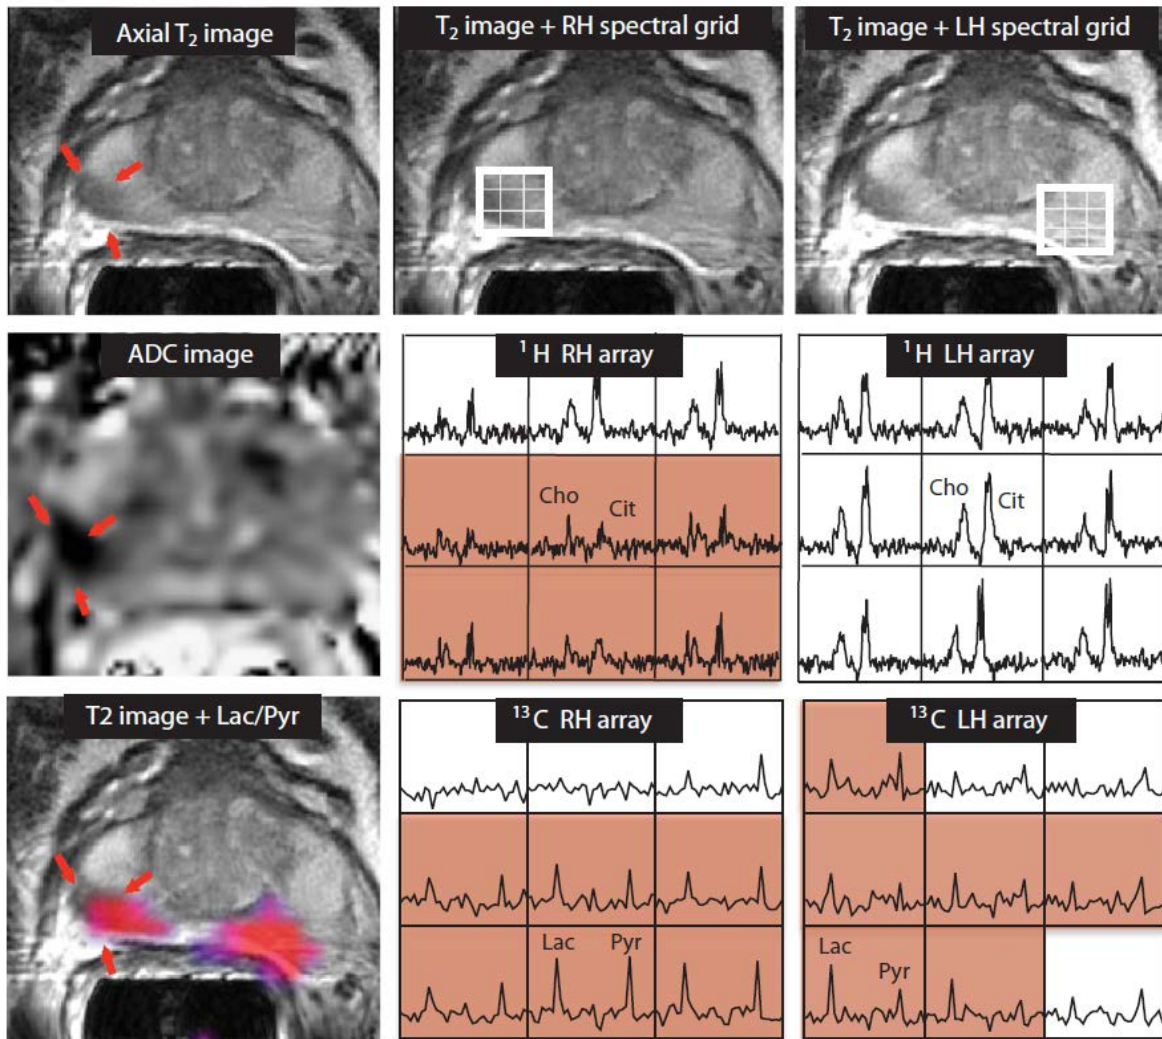 Axial T₂ image
T₂ image + RH spectral grid
T₂ image + LH spectral grid
ADC image
¹H RH array
¹H LH array
Cho
Cit
Cho
Cit
T2 image + Lac/Pyr
¹³C RH array
¹³C LH array
Lac
Pyr
Lac
Pyr